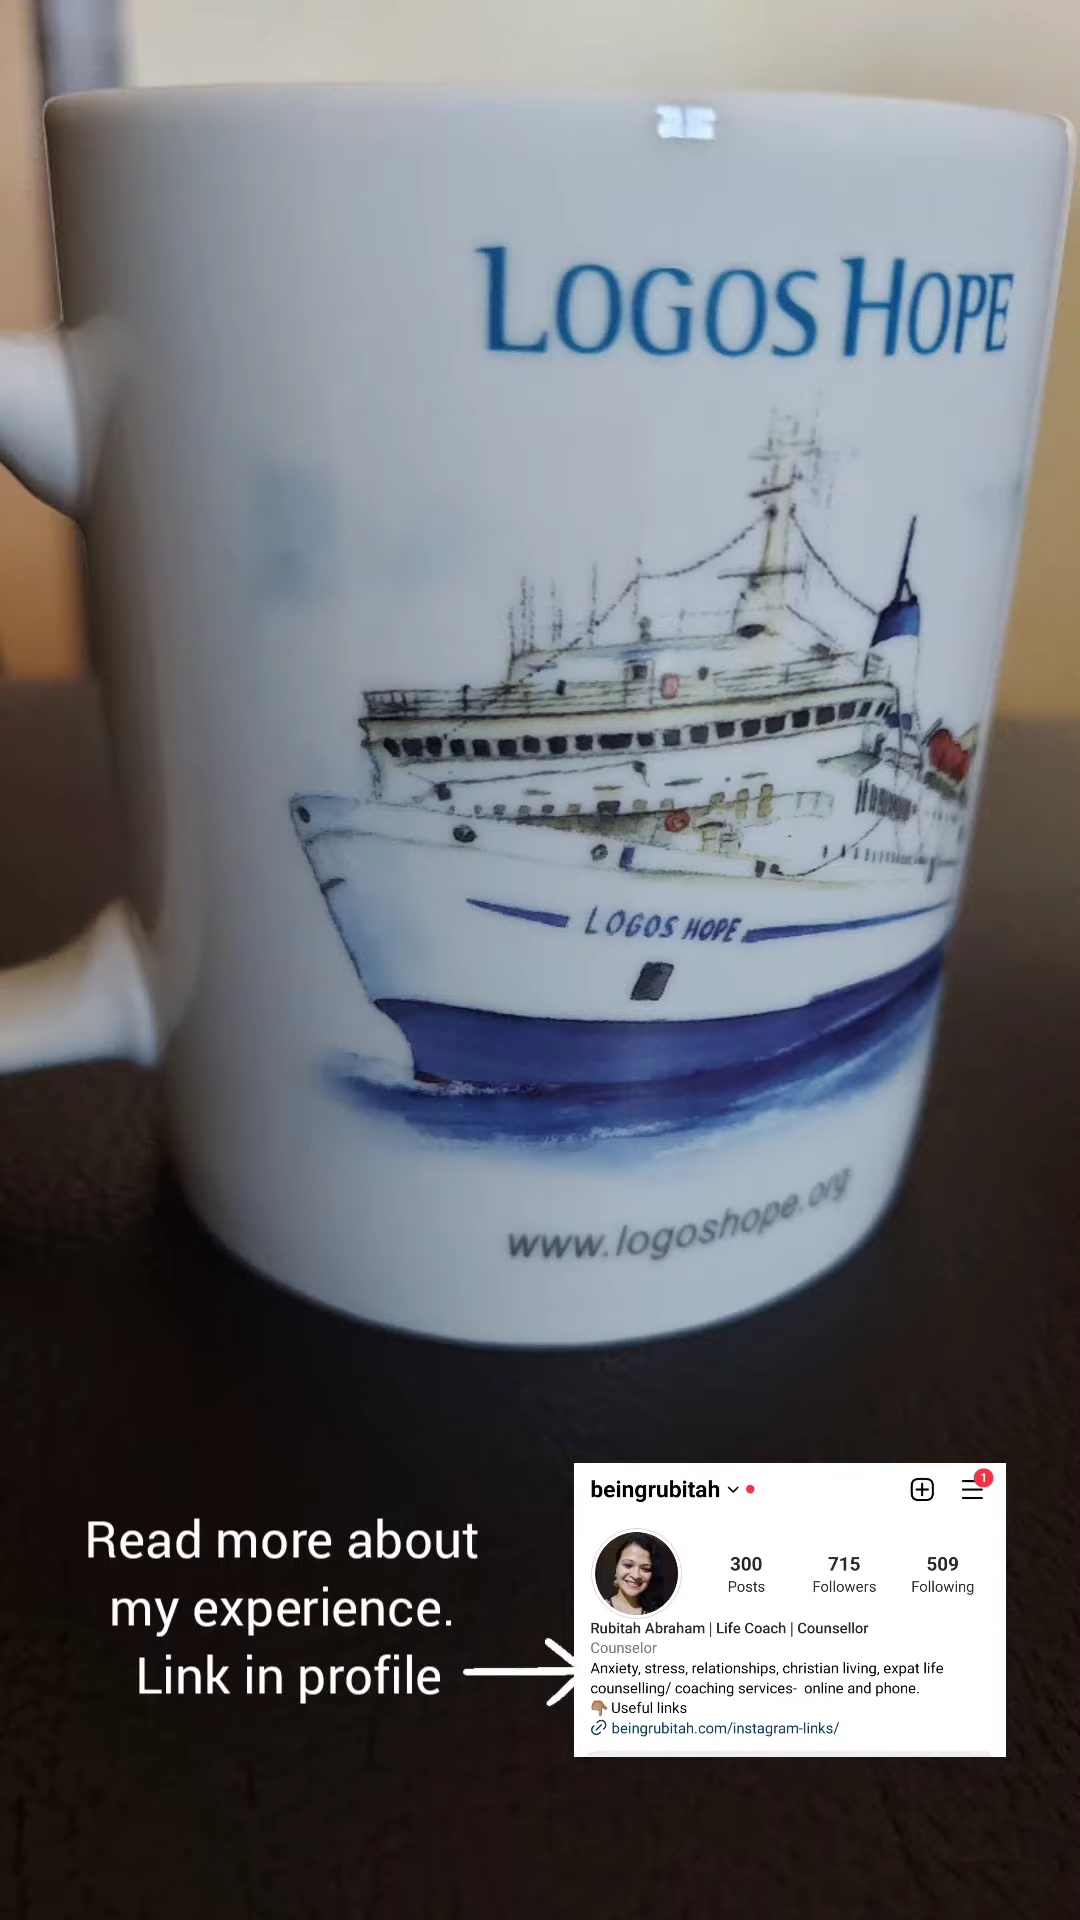 LOGOS HOPE
LOGOS HOPE
www.logoshope.org
Read more about
my experience.
Link in profile
beingrubitah
1
300
715
509
Posts
Followers
Following
Rubitah Abraham | Life Coach | Counsellor
Counselor
Anxiety, stress, relationships, christian living, expat life
counselling/ coaching services- online and phone.
👇🏽 Useful links
beingrubitah.com/instagram-links/